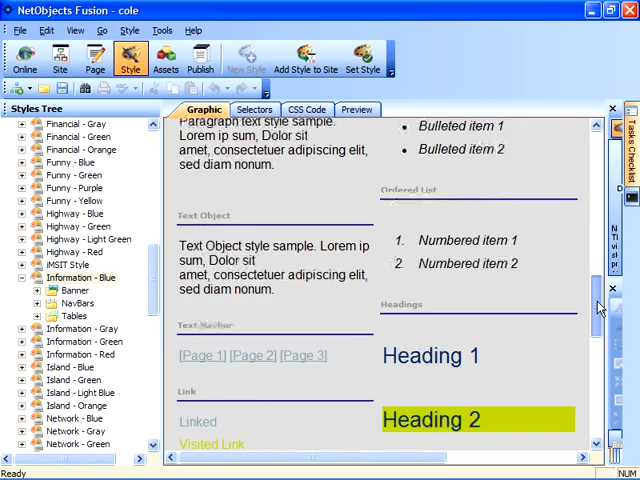 NetObjects Fusion - cole
File Edit View Go Style Tools Help
Online Site Page Style Assets Publish New Style Add Style to Site Set Style
Styles Tree
Graphic Selectors CSS Code Preview
Financial - Gray
Financial - Green
Financial - Orange
Funny - Blue
Funny - Green
Funny - Purple
Funny - Yellow
Highway - Blue
Highway - Light Green
Highway - Red
iMSIT Style
Information - Blue
Banner
NavBars
Tables
Information - Gray
Information - Green
Information - Red
Island - Blue
Island - Green
Island - Light Blue
Island - Orange
Network - Blue
Network - Green
Paragraph text style sample.
Lorem ip sum, Dolor sit
amet, consectetuer adipiscing elit,
sed diam nonum.
Text Object
Text Object style sample. Lorem ip
sum, Dolor sit
amet, consectetuer adipiscing elit,
sed diam nonum.
Text Navbar
[Page 1] [Page 2] [Page 3]
Link
Linked
Visited Link
• Bulleted item 1
• Bulleted item 2
Ordered List
1. Numbered item 1
2. Numbered item 2
Headings
Heading 1
Heading 2
Tasks Checklist
Ready
NUM